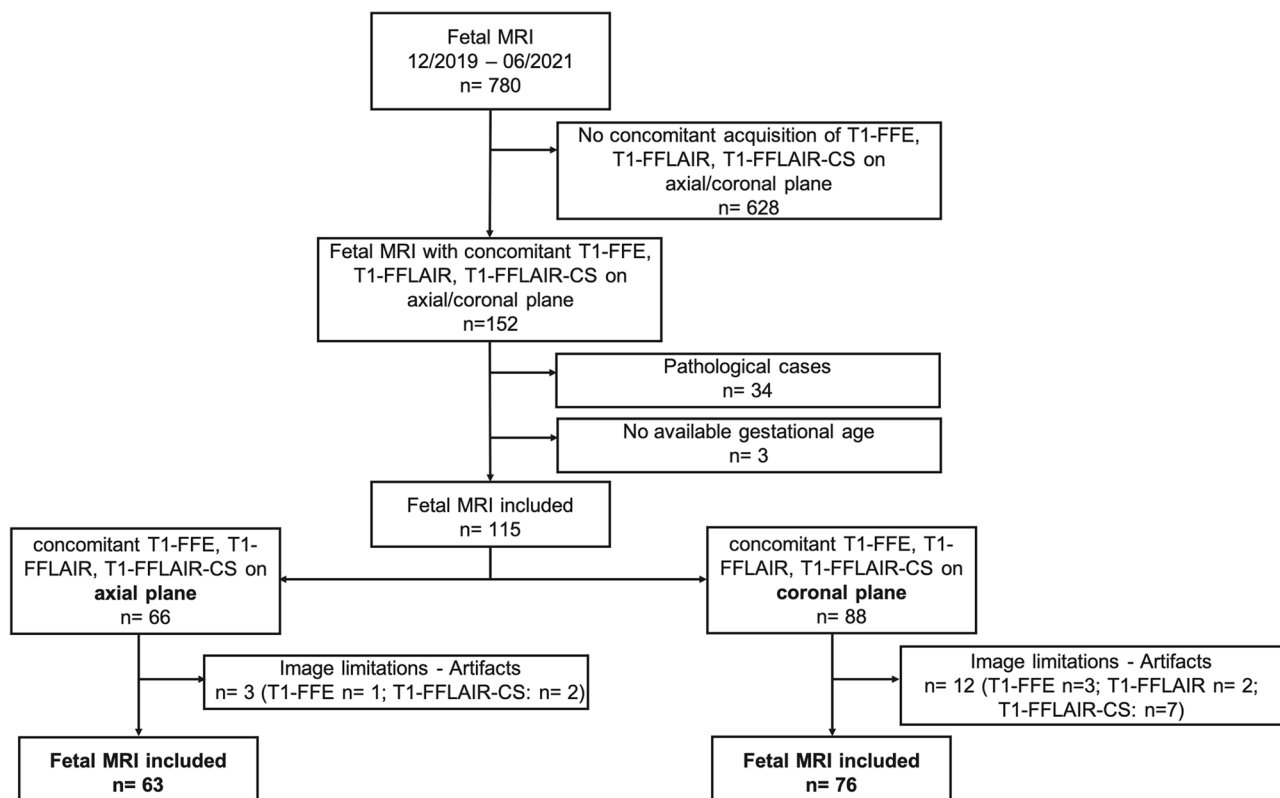 Fetal MRI
12/2019 – 06/2021
n= 780
No concomitant acquisition of T1-FFE,
T1-FFLAIR, T1-FFLAIR-CS on
axial/coronal plane
n= 628
Fetal MRI with concomitant T1-FFE,
T1-FFLAIR, T1-FFLAIR-CS on
axial/coronal plane
n=152
Pathological cases
n= 34
No available gestational age
n= 3
Fetal MRI included
n= 115
concomitant T1-FFE, T1-
FFLAIR, T1-FFLAIR-CS on
axial plane
n= 66
concomitant T1-FFE, T1-
FFLAIR, T1-FFLAIR-CS on
coronal plane
n= 88
Image limitations - Artifacts
n= 3 (T1-FFE n= 1; T1-FFLAIR-CS: n= 2)
Image limitations - Artifacts
n= 12 (T1-FFE n=3; T1-FFLAIR n= 2;
T1-FFLAIR-CS: n=7)
Fetal MRI included
n= 63
Fetal MRI included
n= 76